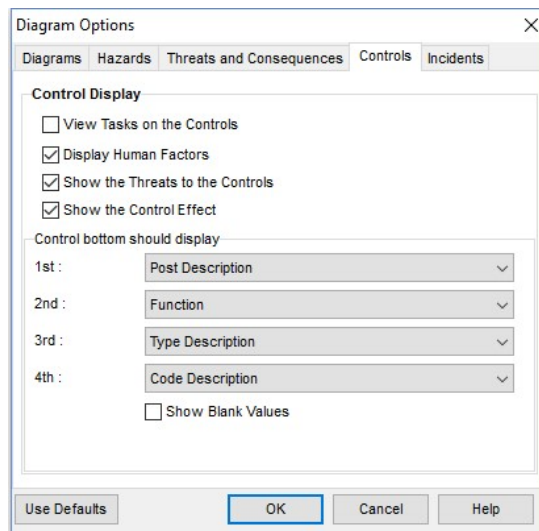 Diagram Options
Diagrams Hazards Threats and Consequences Controls Incidents
Control Display
View Tasks on the Controls
Display Human Factors
Show the Threats to the Controls
Show the Control Effect
Control bottom should display
1st : Post Description
2nd : Function
3rd : Type Description
4th : Code Description
Show Blank Values
Use Defaults OK Cancel Help